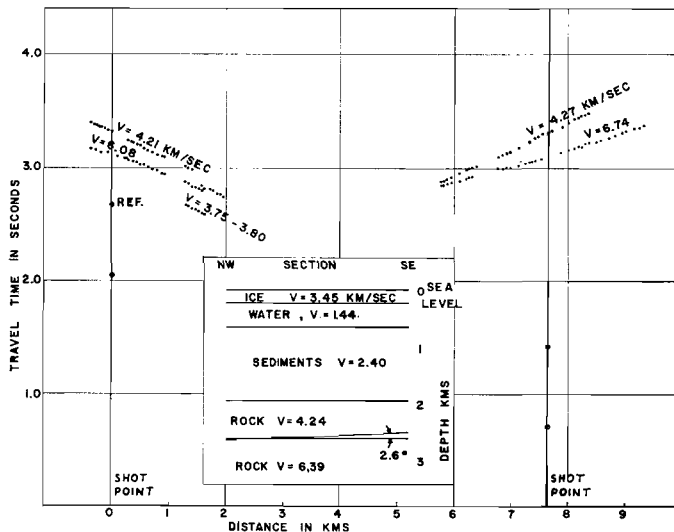 4.0
3.0
2.0
1.0
TRAVEL TIME IN SECONDS
V = 4.21 KM/SEC
V = 6.08
V = 3.75 - 3.80
REF.
V = 4.27 KM/SEC
V = 6.74
NW SECTION SE
ICE V = 3.45 KM/SEC
WATER , V = 1.44
SEDIMENTS V = 2.40
ROCK V = 4.24
2.6°
ROCK V = 6.39
0 SEA
LEVEL
1
2
3
DEPTH KMS
SHOT
POINT
SHOT
POINT
0 1 2 3 4 5 6 7 8 9
DISTANCE IN KMS